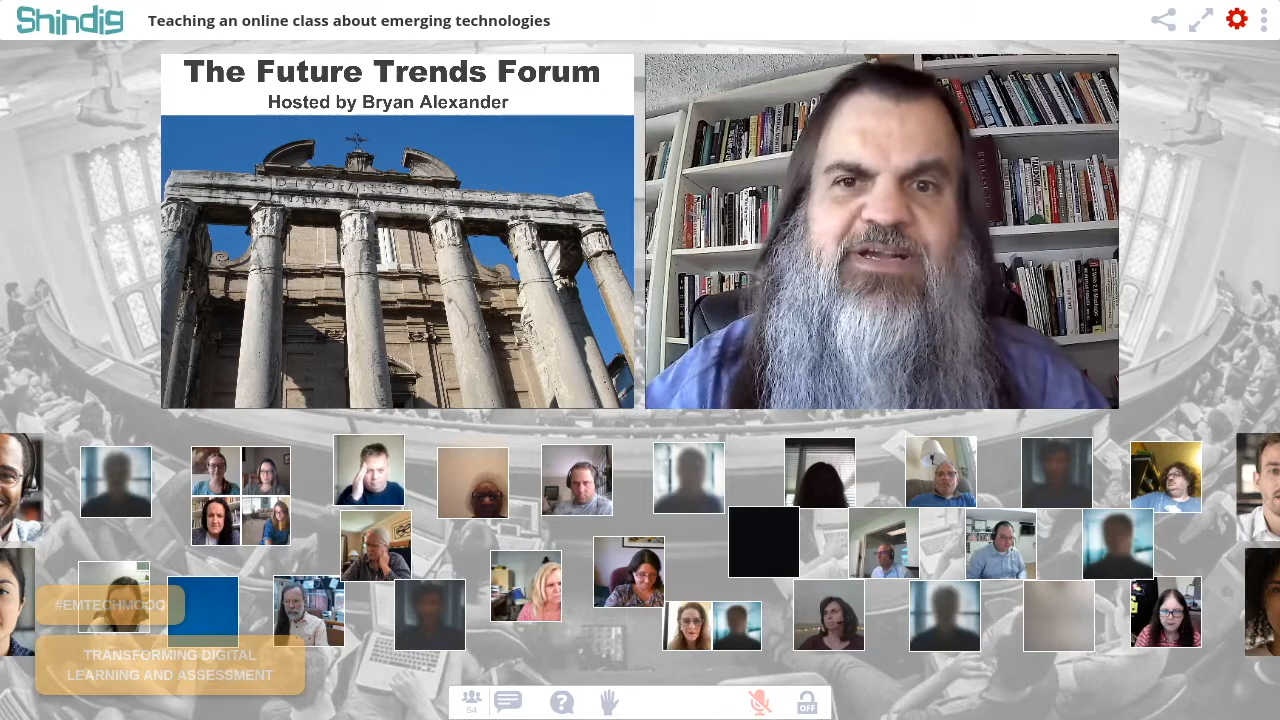 Shindig
Teaching an online class about emerging technologies
The Future Trends Forum
Hosted by Bryan Alexander
#EMTECHMOOC
TRANSFORMING DIGITAL
LEARNING AND ASSESSMENT
54
OFF